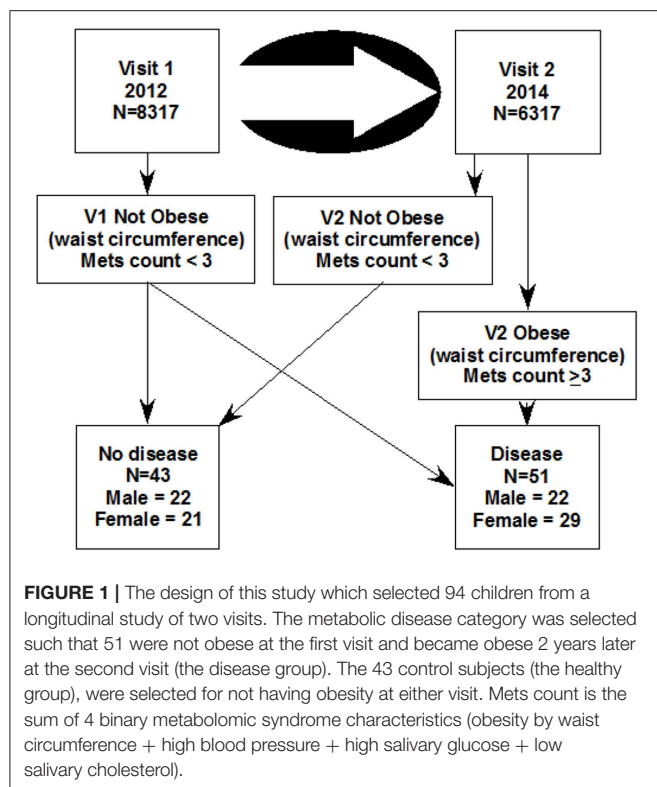 Visit 1
2012
N=8317
Visit 2
2014
N=6317
V1 Not Obese
(waist circumference)
Mets count < 3
V2 Not Obese
(waist circumference)
Mets count < 3
V2 Obese
(waist circumference)
Mets count ≥3
No disease
N=43
Male = 22
Female = 21
Disease
N=51
Male = 22
Female = 29
FIGURE 1 | The design of this study which selected 94 children from a
longitudinal study of two visits. The metabolic disease category was selected
such that 51 were not obese at the first visit and became obese 2 years later
at the second visit (the disease group). The 43 control subjects (the healthy
group), were selected for not having obesity at either visit. Mets count is the
sum of 4 binary metabolomic syndrome characteristics (obesity by waist
circumference + high blood pressure + high salivary glucose + low
salivary cholesterol).